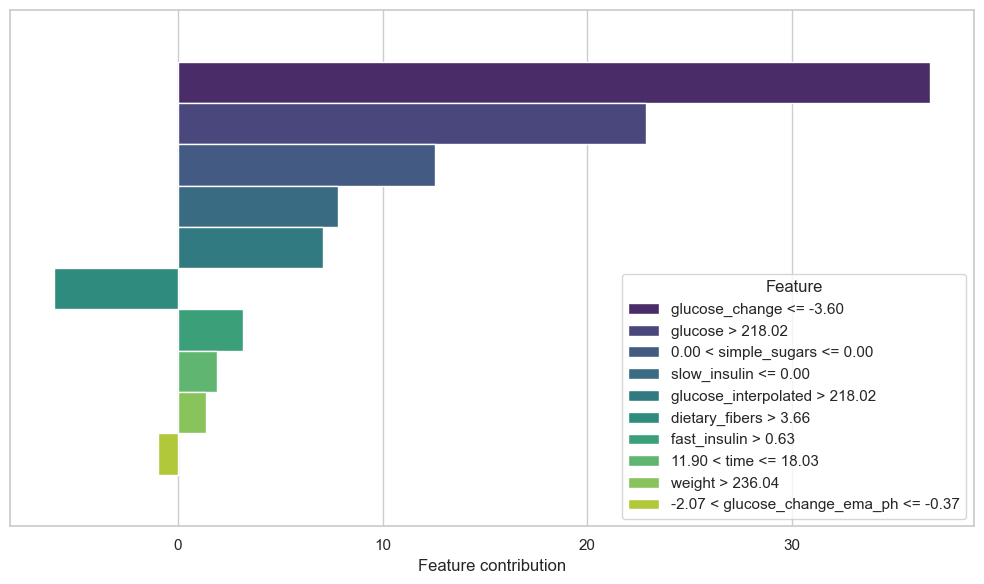 Feature
glucose_change <= -3.60
glucose > 218.02
0.00 < simple_sugars <= 0.00
slow_insulin <= 0.00
glucose_interpolated > 218.02
dietary_fibers > 3.66
fast_insulin > 0.63
11.90 < time <= 18.03
weight > 236.04
-2.07 < glucose_change_ema_ph <= -0.37
0 10 20 30
Feature contribution